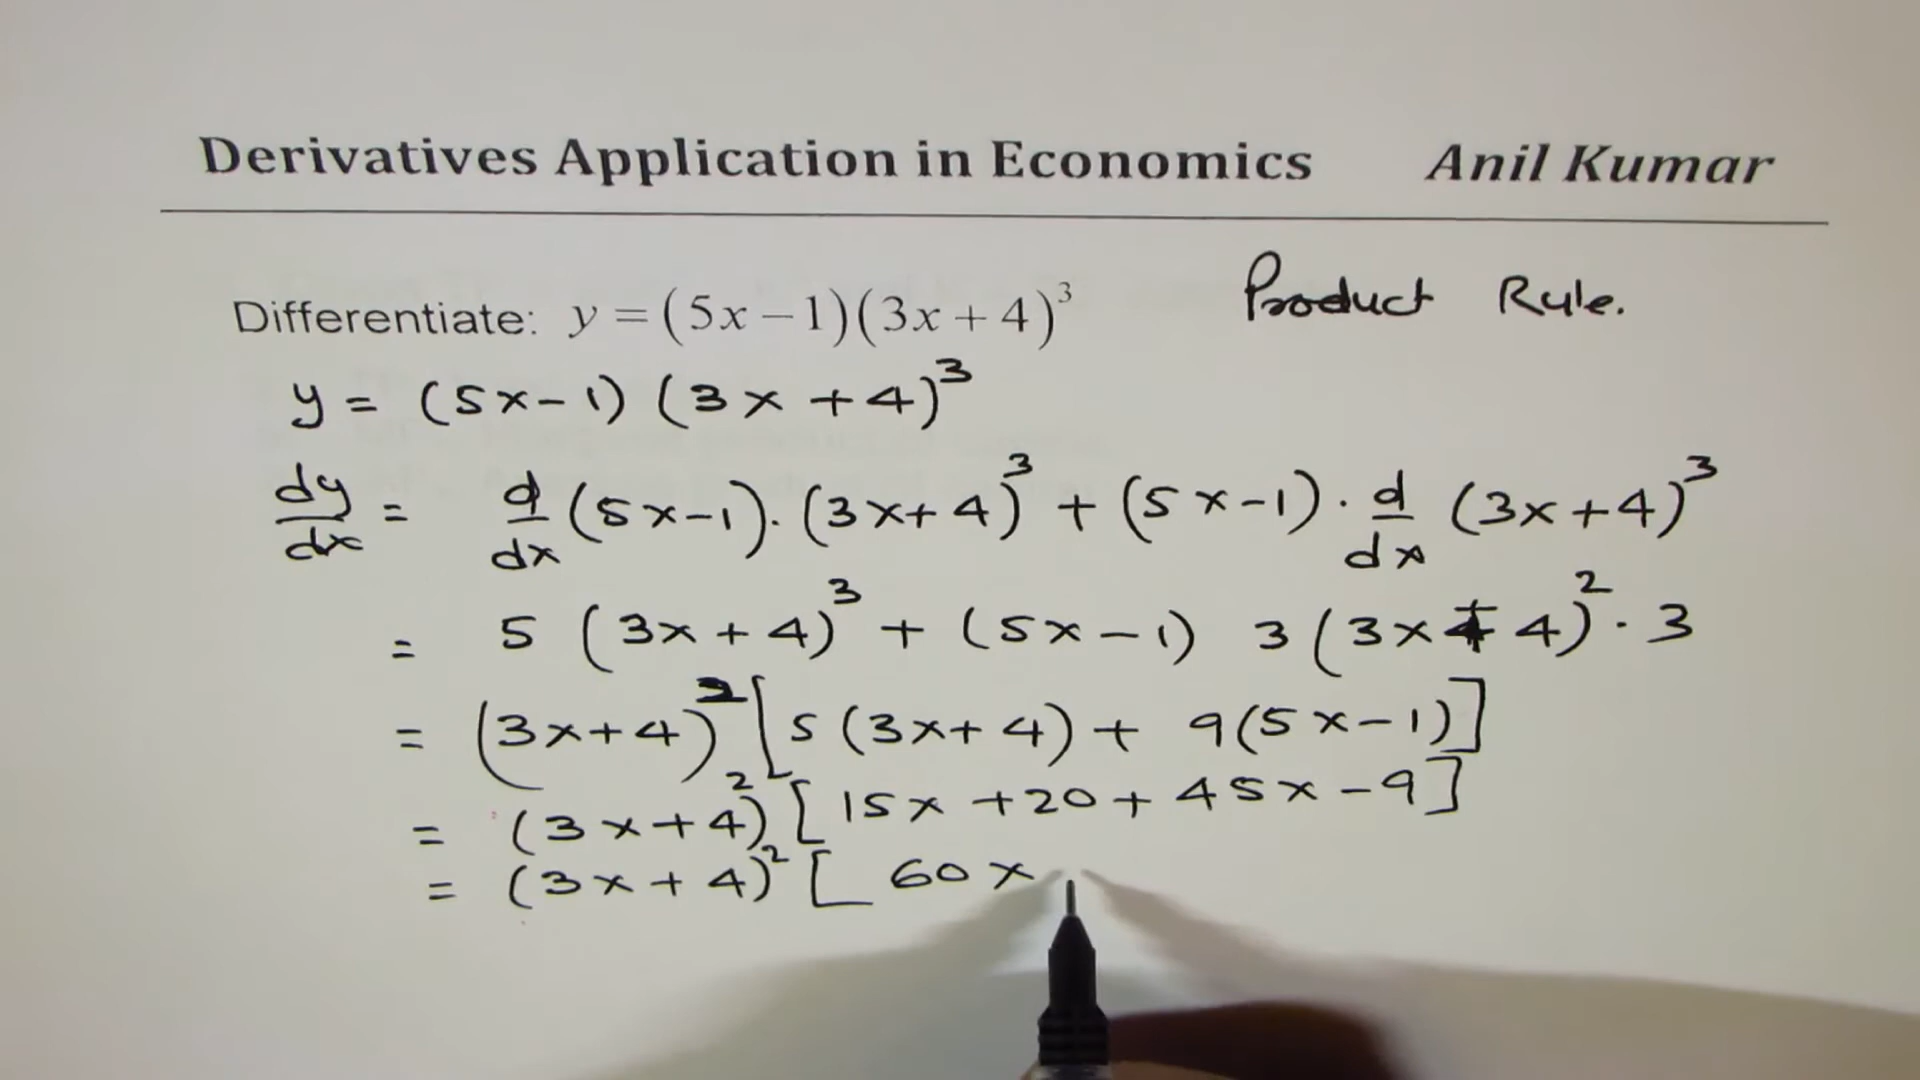 Derivatives Application in Economics Anil Kumar
Differentiate: y = (5x − 1)(3x + 4)³ Product Rule.
y = (5x − 1) (3x + 4)³
dy/dx = d/dx (5x − 1) · (3x + 4)³ + (5x − 1) · d/dx (3x + 4)³
= 5 (3x + 4)³ + (5x − 1) 3 (3x + 4)² · 3
= (3x + 4)² [5 (3x + 4) + 9 (5x − 1)]
= (3x + 4)² [15x + 20 + 45x − 9]
= (3x + 4)² [ 60x